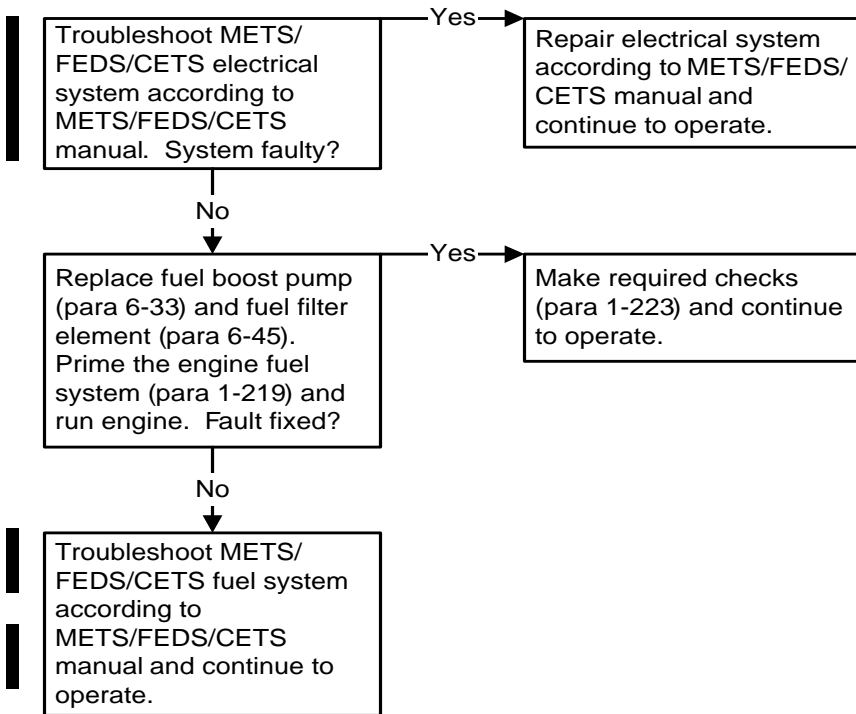 Troubleshoot METS/
FEDS/CETS electrical
system according to
METS/FEDS/CETS
manual.  System faulty?
Yes
Repair electrical system
according to METS/FEDS/
CETS manual and
continue to operate.
No
Replace fuel boost pump
(para 6-33) and fuel filter
element (para 6-45).
Prime the engine fuel
system (para 1-219) and
run engine.  Fault fixed?
Yes
Make required checks
(para 1-223) and continue
to operate.
No
Troubleshoot METS/
FEDS/CETS fuel system
according to
METS/FEDS/CETS
manual and continue to
operate.